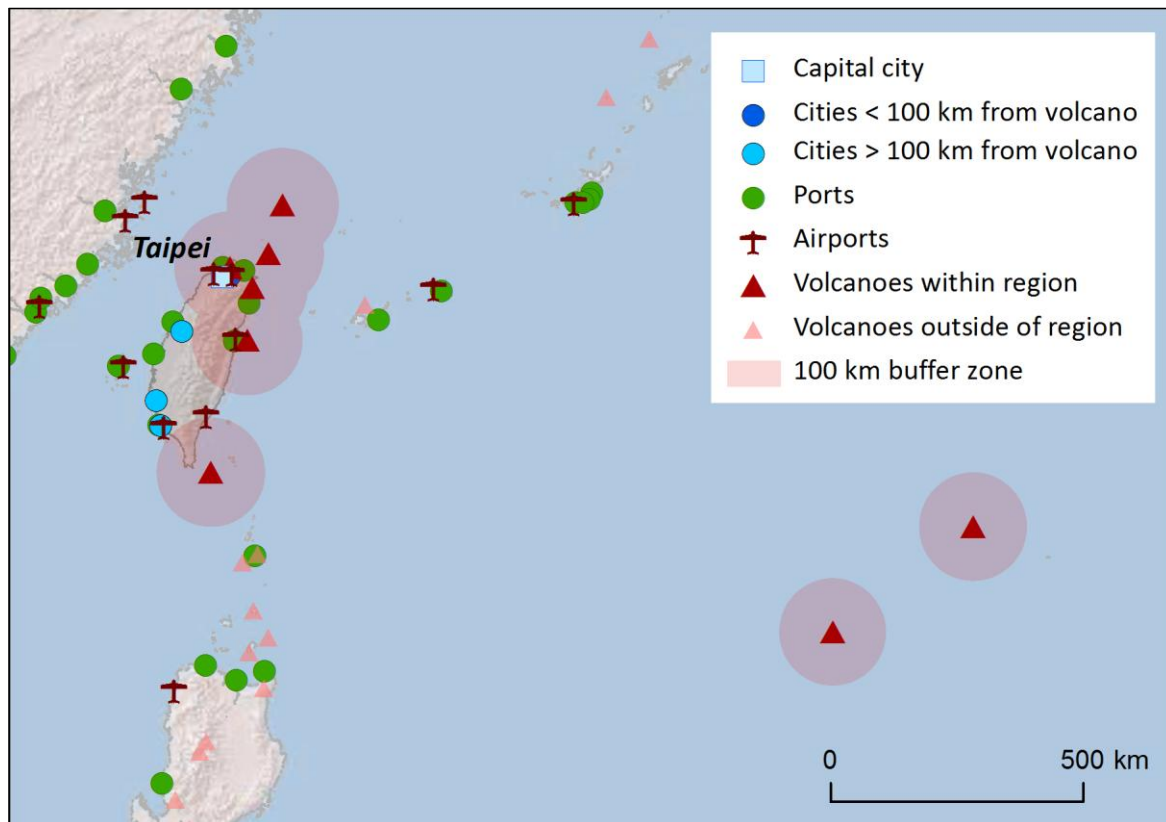 Capital city
Cities < 100 km from volcano
Cities > 100 km from volcano
Ports
Airports
Volcanoes within region
Volcanoes outside of region
100 km buffer zone
Taipei
0
500 km